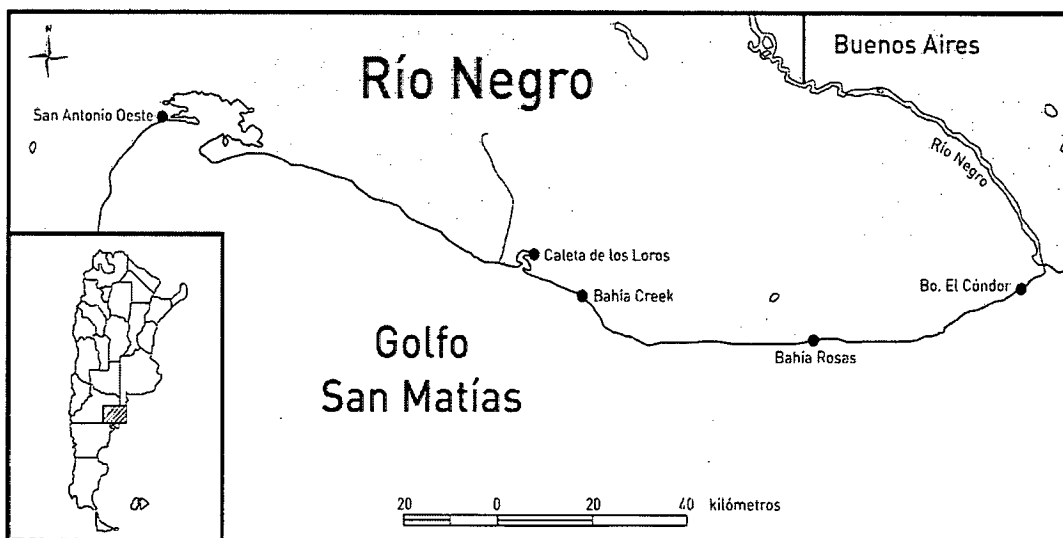 N
Río Negro
Buenos Aires
San Antonio Oeste
Río Negro
Caleta de los Loros
Bahía Creek
Bo. El Cóndor
Bahía Rosas
Golfo
San Matías
20 0 20 40 kilómetros